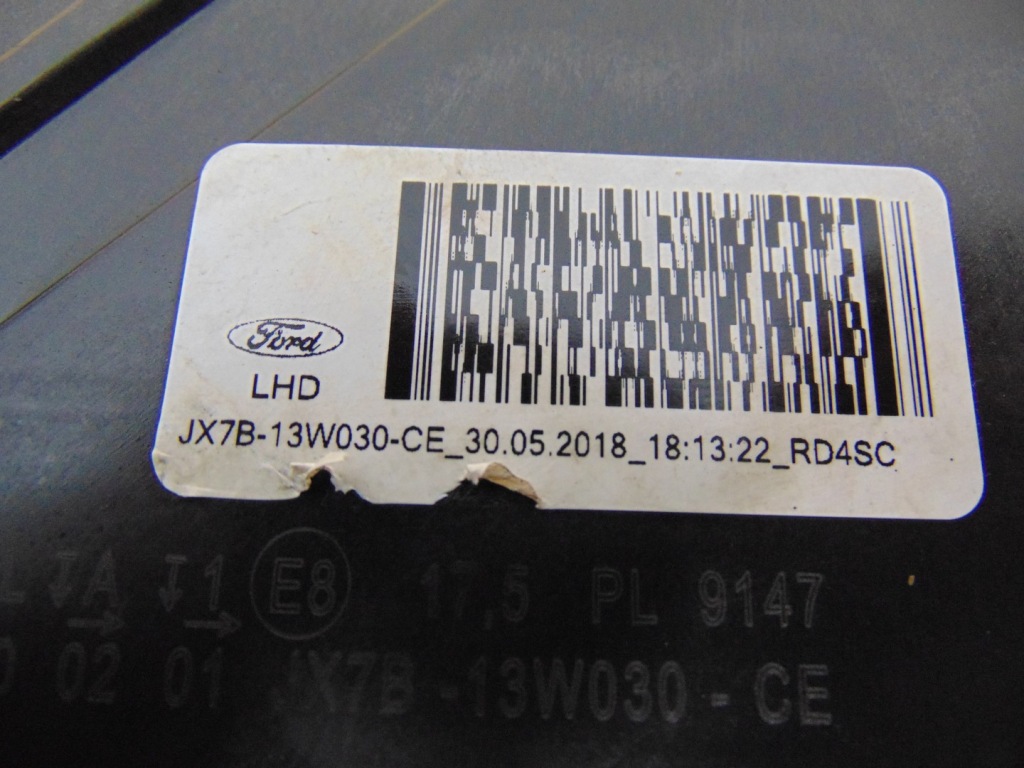 Ford
LHD
JX7B-13W030-CE_30.05.2018_18:13:22_RD4SC
A 1 E8 17,5 PL 9147
02 01 JX7B -13W030 - CE